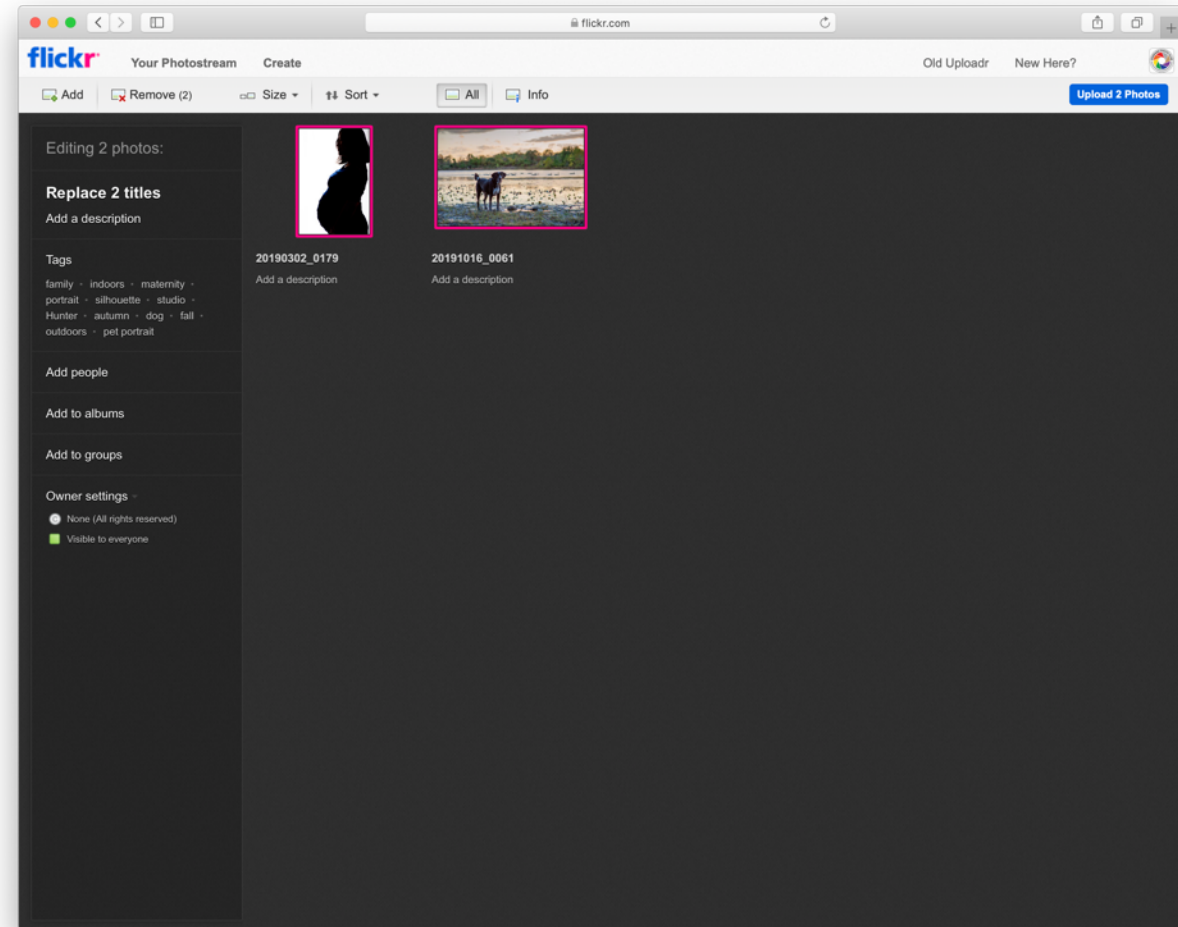 flickr.com
flickr
Your Photostream Create Old Uploadr New Here?
Add Remove (2) Size Sort All Info Upload 2 Photos
Editing 2 photos:
Replace 2 titles
Add a description
Tags
family · indoors · maternity ·
portrait · silhouette · studio ·
Hunter · autumn · dog · fall ·
outdoors · pet portrait
Add people
Add to albums
Add to groups
Owner settings
None (All rights reserved)
Visible to everyone
20190302_0179
Add a description
20191016_0061
Add a description